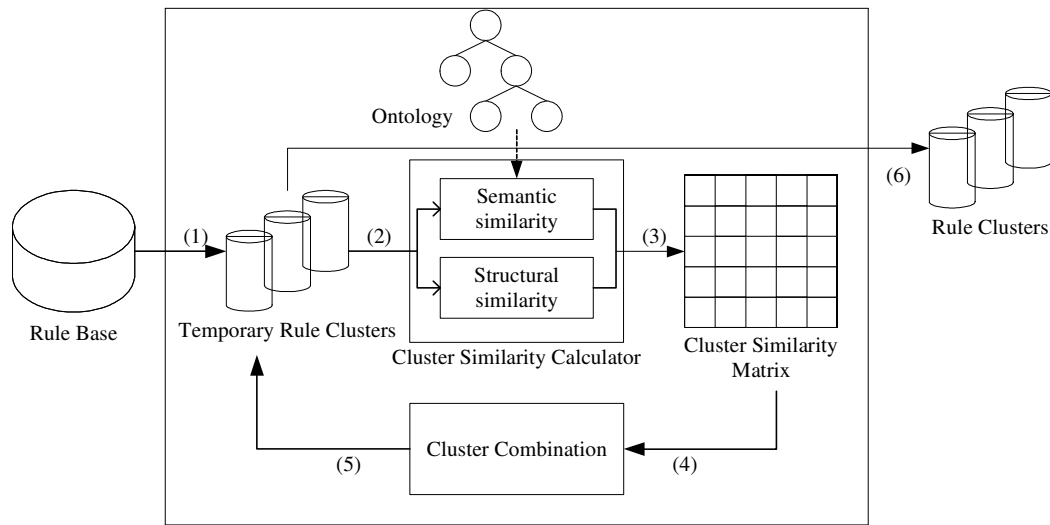 Ontology
(6)
Semantic
similarity
Rule Clusters
(1)
(2)
(3)
Structural
similarity
Rule Base
Temporary Rule Clusters
Cluster Similarity Calculator
Cluster Similarity
Matrix
Cluster Combination
(5)
(4)